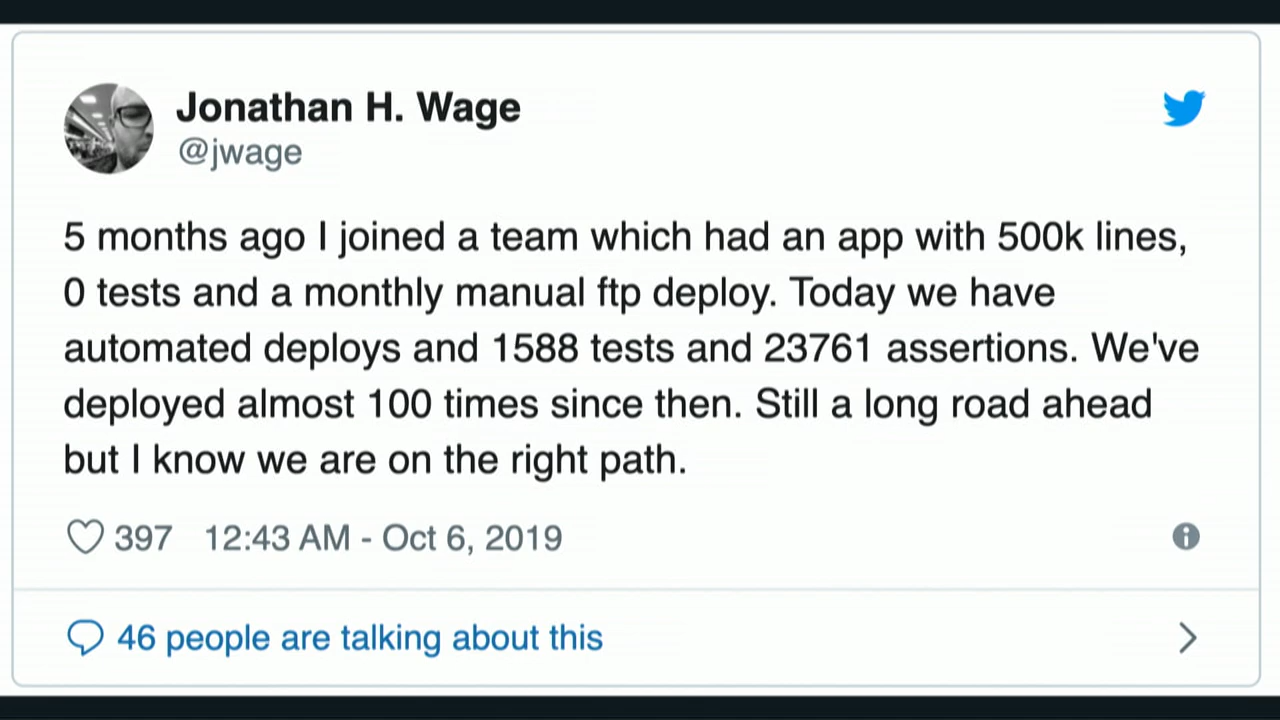 Jonathan H. Wage
@jwage
5 months ago I joined a team which had an app with 500k lines,
0 tests and a monthly manual ftp deploy. Today we have
automated deploys and 1588 tests and 23761 assertions. We've
deployed almost 100 times since then. Still a long road ahead
but I know we are on the right path.
397 12:43 AM - Oct 6, 2019
46 people are talking about this